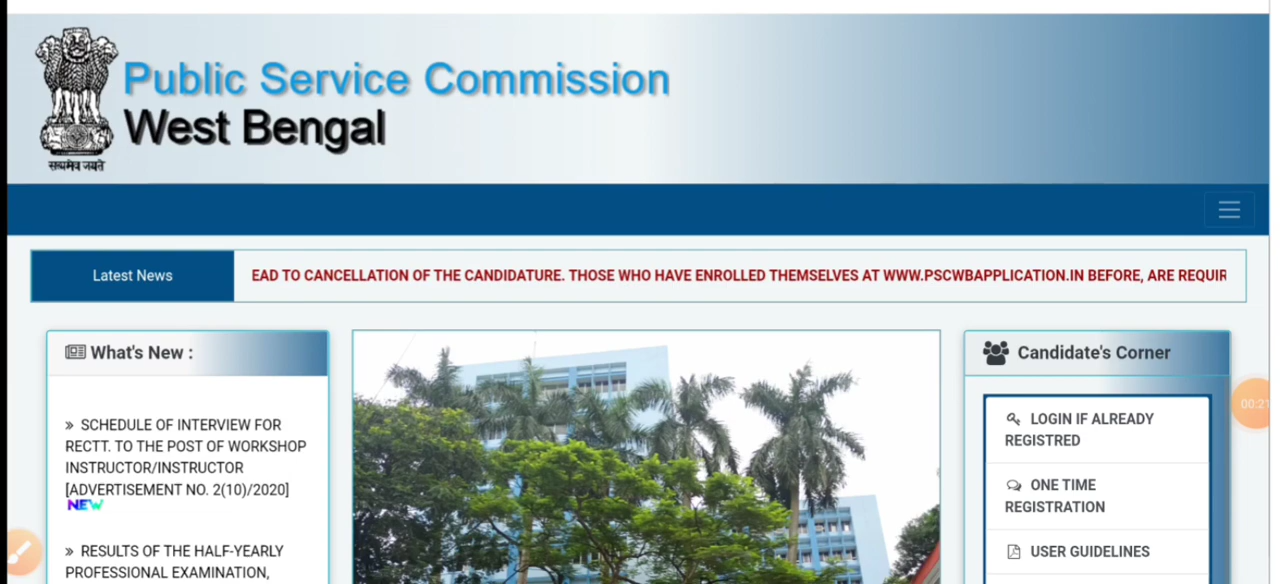 Public Service Commission
West Bengal
सत्यमेव जयते
Latest News
EAD TO CANCELLATION OF THE CANDIDATURE. THOSE WHO HAVE ENROLLED THEMSELVES AT WWW.PSCWBAPPLICATION.IN BEFORE, ARE REQUIR
What's New :
» SCHEDULE OF INTERVIEW FOR
RECTT. TO THE POST OF WORKSHOP
INSTRUCTOR/INSTRUCTOR
[ADVERTISEMENT NO. 2(10)/2020]
NEW
» RESULTS OF THE HALF-YEARLY
PROFESSIONAL EXAMINATION,
Candidate's Corner
LOGIN IF ALREADY
REGISTRED
ONE TIME
REGISTRATION
USER GUIDELINES
00:21